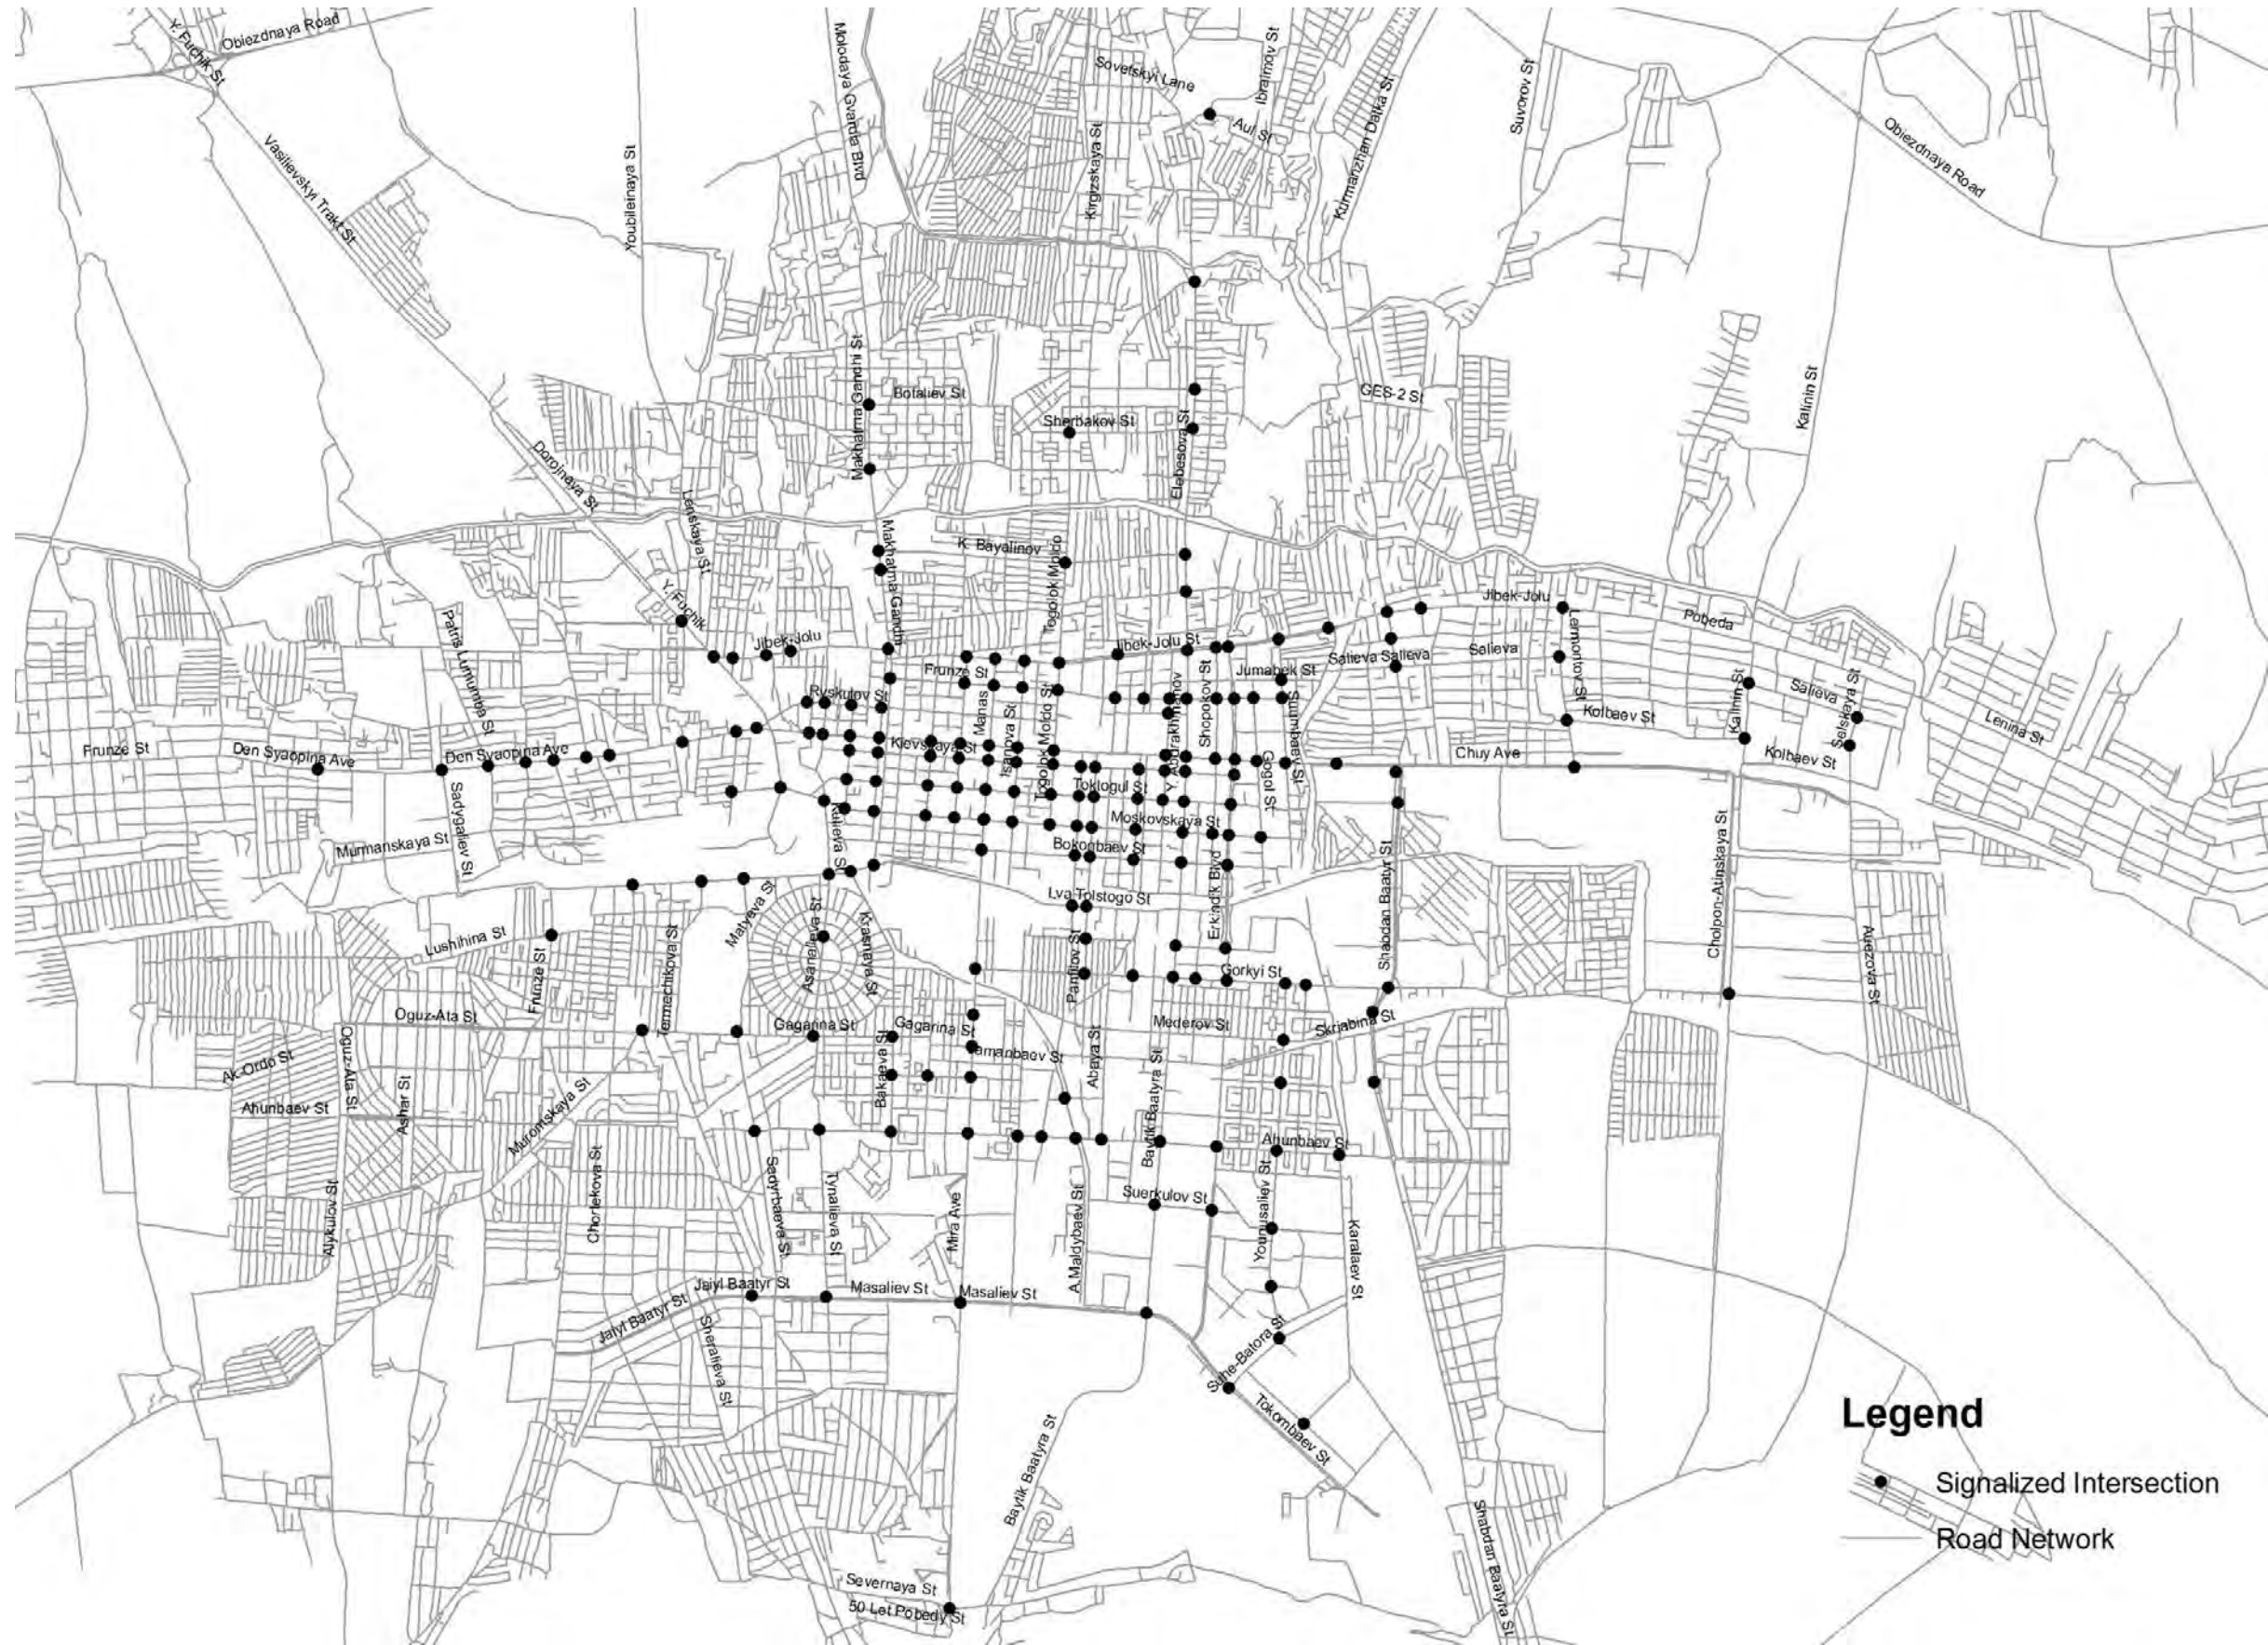 Y. Fuchik St
Obiezdnaya Road
Molodaya Gvardia Blvd
Sovetskyi Lane
Ibraimov St
Aul St
Kurmanzhan Datka St
Suvorov St
Obiezdnaya Road
Vasilievskyi Trakt St
Youbileinaya St
Kirgizskaya St
Makhatma Gandhi St
Botaliev St
Sherbakov St
Elebesova St
GES-2 St
Kalinin St
Dorojnaya St
Lenskaya St
Makhatma Gandhi
K. Bayalinov
Togolok Moldo
Y. Fuchik
Jibek-Jolu
Jibek-Jolu St
Jibek-Jolu
Pobeda
Lermontov St
Patris Lumumba St
Frunze St
Jumabek St
Salieva Salieva
Salieva
Salieva
Ryskulov St
Manas
Isanova St
Togolok Moldo St
Y. Abdrakhmanov
Shopokov St
Kolbaev St
Kalinin St
Selskaya St
Lenina St
Frunze St
Den Syaopina Ave
Den Syaopina Ave
Kievskaya St
Gogol St
Chuy Ave
Kolbaev St
Toktogul St
Sadygaliev St
Murmanskaya St
Kulieva St
Togolok Moldo St
Moskovskaya St
Bokonbaev St
Shabdan Baatyr St
Cholpon-Atinskaya St
Lva Tolstogo St
Erkindik Blvd
Lushihina St
Frunze St
Termechikova St
Malyeva St
Asanalieva St
Krasnaya St
Panfilov St
Gorkyi St
Auezova St
Oguz-Ata St
Gagarina St
Gagarina St
Mederov St
Skriabina St
Ak-Ordo St
Oguz-Ata St
Bakaeva St
Abaya St
Ahunbaev St
Ashar St
Muromskaya St
Baytik Baatyra St
Ahunbaev St
Alykulov St
Chorlekova St
Sadyrbaeva St
Tynalieva St
Mira Ave
A.Maldybaev St
Suerkulov St
Younusaliev St
Karalaev St
Jaiyl Baatyr St
Jaiyl Baatyr St
Masaliev St
Masaliev St
Sheralieva St
Suhe-Batora St
Tokombaev St
Baytik Baatyra St
Shabdan Baatyra St
Severnaya St
50 Let Pobedy St
Legend
Signalized Intersection
Road Network